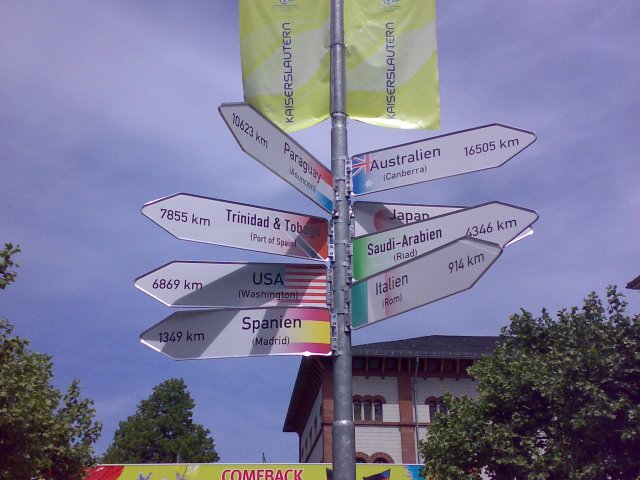 KAISERSLAUTERN
KAISERSLAUTERN
10623 km Paraguay
(Asuncion)
Australien 16505 km
(Canberra)
7855 km Trinidad & Tobago
(Port of Spain)
Japan
Saudi-Arabien 4346 km
(Riad)
6869 km USA
(Washington)
Italien 914 km
(Rom)
1349 km Spanien
(Madrid)
COMEBACK